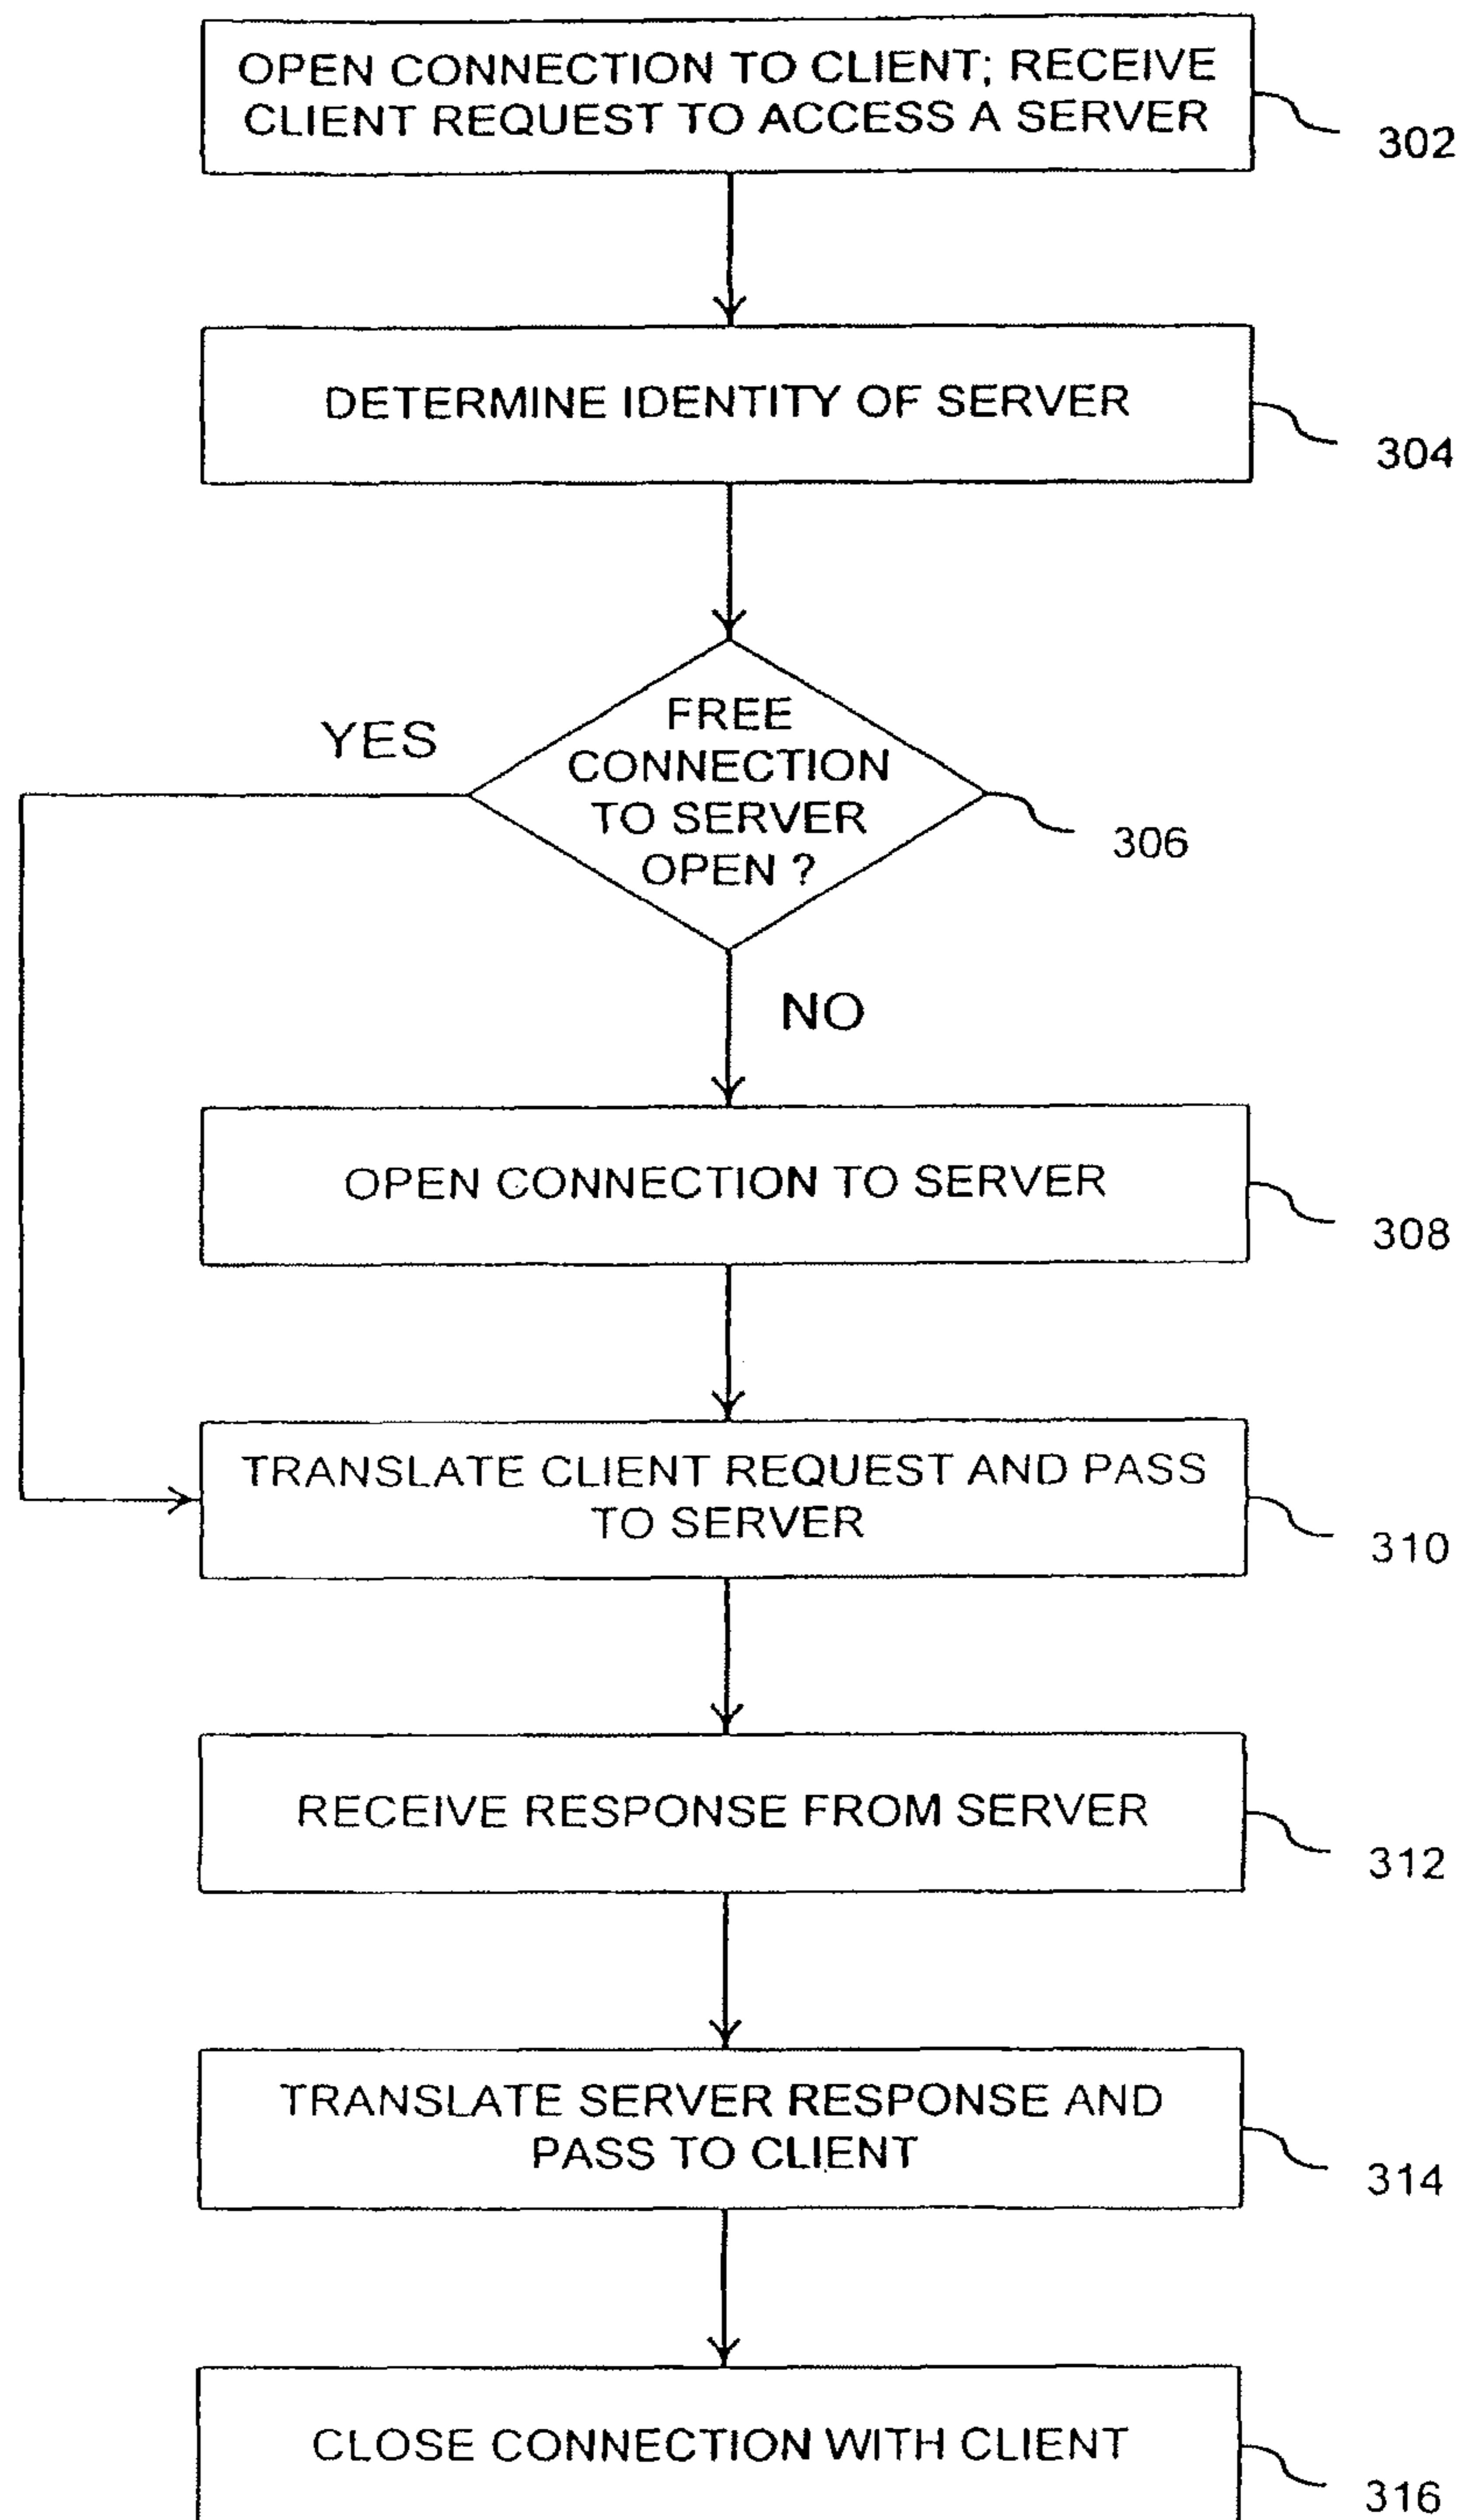 OPEN CONNECTION TO CLIENT; RECEIVE
CLIENT REQUEST TO ACCESS A SERVER
302
DETERMINE IDENTITY OF SERVER
304
YES
FREE
CONNECTION
TO SERVER
OPEN ?
306
NO
OPEN CONNECTION TO SERVER
308
TRANSLATE CLIENT REQUEST AND PASS
TO SERVER
310
RECEIVE RESPONSE FROM SERVER
312
TRANSLATE SERVER RESPONSE AND
PASS TO CLIENT
314
CLOSE CONNECTION WITH CLIENT
316